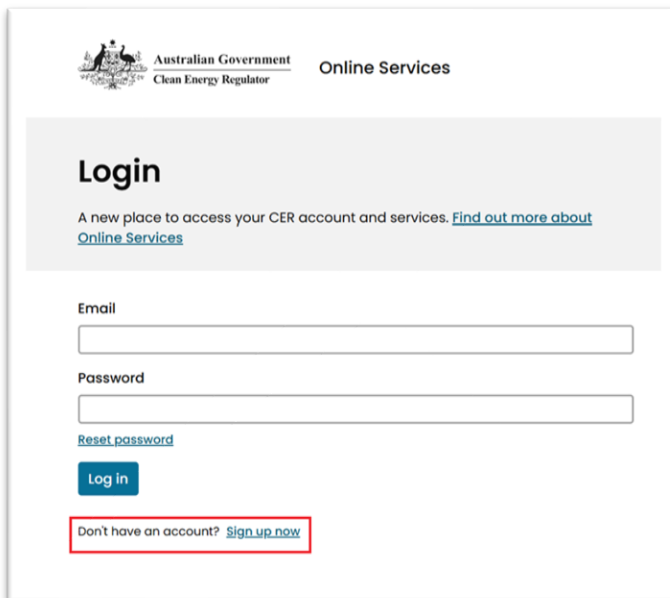 Australian Government
Clean Energy Regulator
Online Services
Login
A new place to access your CER account and services. Find out more about
Online Services
Email
Password
Reset password
Log in
Don't have an account? Sign up now